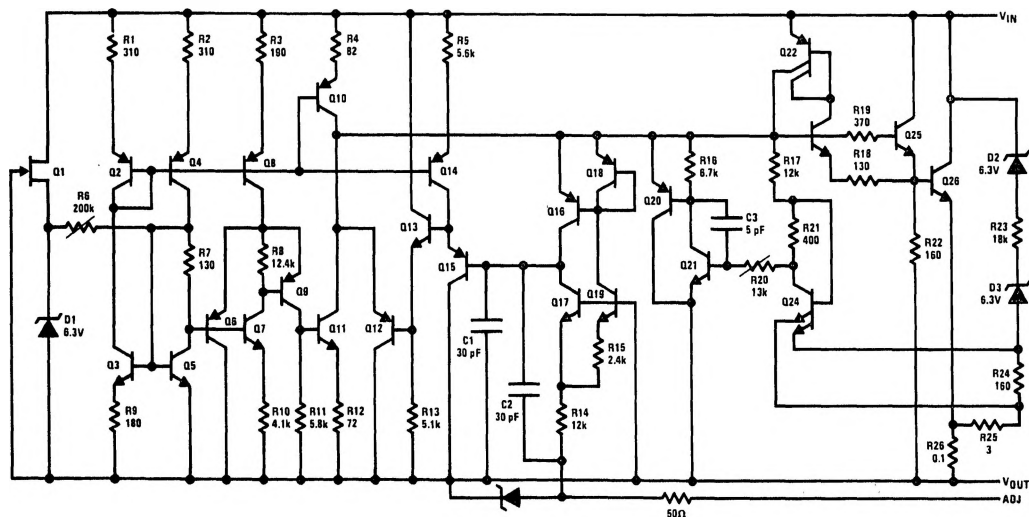 R1
310
R2
310
R3
190
R4
82
R5
5.6k
VIN
Q22
Q10
R19
370
Q25
R18
130
D2
6.3V
Q1
Q2
Q4
Q8
Q14
Q18
R16
6.7k
R17
12k
Q26
R6
200k
Q16
Q20
Q13
C3
5 pF
R21
400
R23
18k
R7
130
R8
12.4k
Q15
Q21
R22
160
D1
6.3V
Q9
R20
13k
D3
6.3V
Q6
Q7
Q11
Q12
Q17
Q19
Q24
C1
30 pF
R15
2.4k
Q3
Q5
C2
30 pF
R24
160
R9
180
R10
4.1k
R11
5.8k
R12
72
R13
5.1k
R14
12k
R26
0.1
R25
3
VOUT
ADJ
50Ω